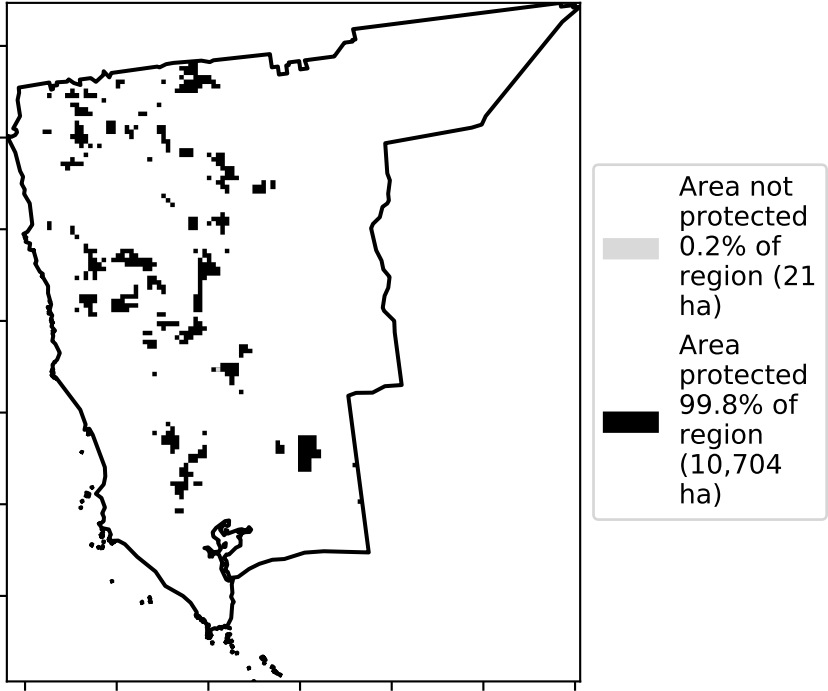 Area not
protected
0.2% of
region (21
ha)
Area
protected
99.8% of
region
(10,704
ha)